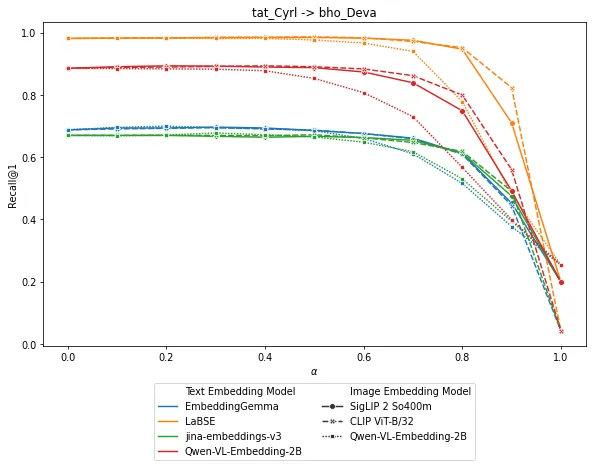 tat_Cyrl -> bho_Deva
1.0
0.8
0.6
0.4
0.2
0.0
Recall@1
0.0 0.2 0.4 0.6 0.8 1.0
α
Text Embedding Model
EmbeddingGemma
LaBSE
jina-embeddings-v3
Qwen-VL-Embedding-2B
Image Embedding Model
SigLIP 2 So400m
CLIP ViT-B/32
Qwen-VL-Embedding-2B